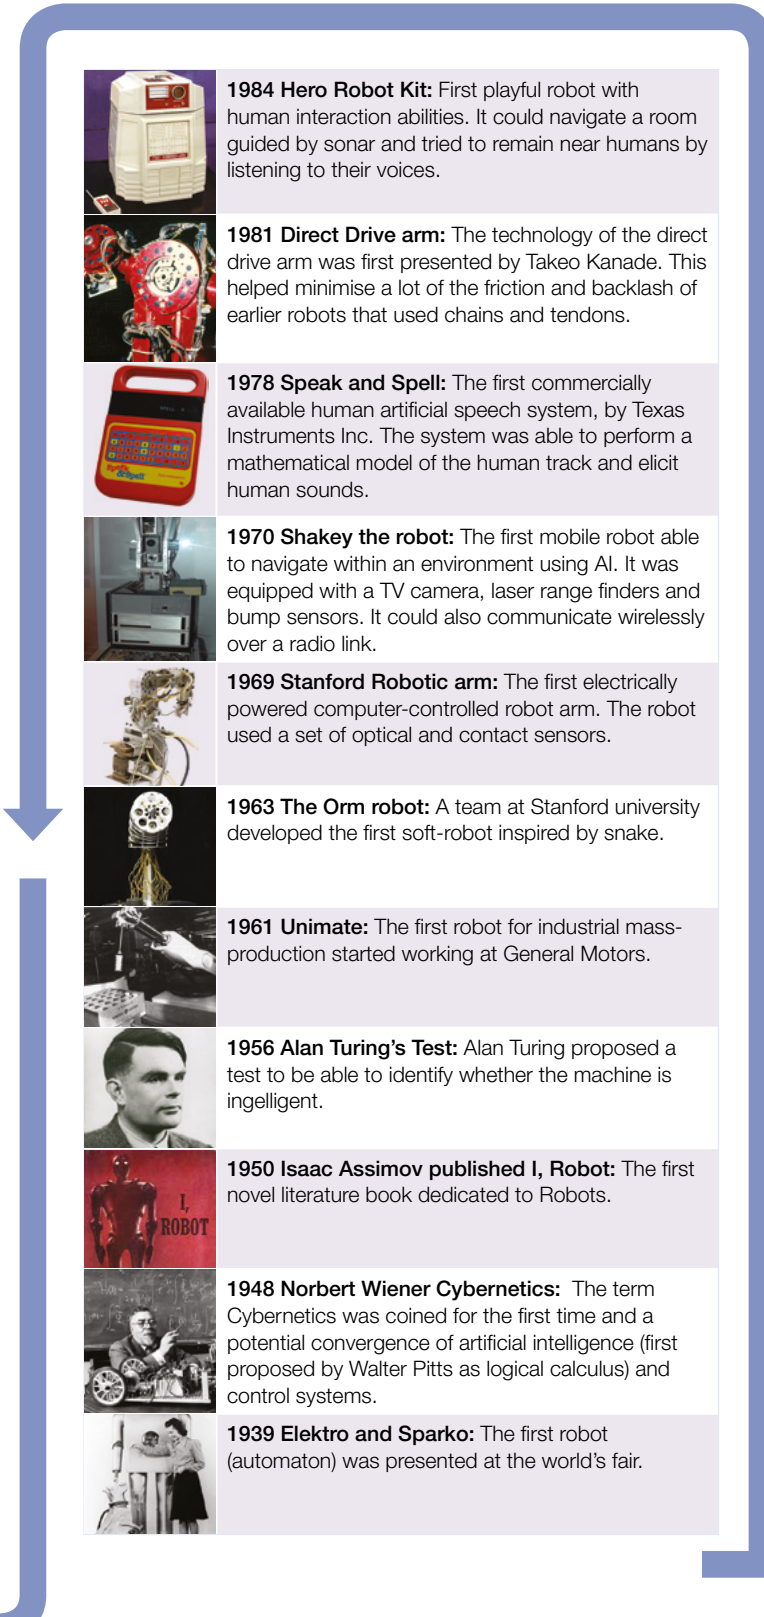 1984 Hero Robot Kit: First playful robot with
human interaction abilities. It could navigate a room
guided by sonar and tried to remain near humans by
listening to their voices.
1981 Direct Drive arm: The technology of the direct
drive arm was first presented by Takeo Kanade. This
helped minimise a lot of the friction and backlash of
earlier robots that used chains and tendons.
1978 Speak and Spell: The first commercially
available human artificial speech system, by Texas
Instruments Inc. The system was able to perform a
mathematical model of the human track and elicit
human sounds.
Speak
& Spell
1970 Shakey the robot: The first mobile robot able
to navigate within an environment using AI. It was
equipped with a TV camera, laser range finders and
bump sensors. It could also communicate wirelessly
over a radio link.
1969 Stanford Robotic arm: The first electrically
powered computer-controlled robot arm. The robot
used a set of optical and contact sensors.
1963 The Orm robot: A team at Stanford university
developed the first soft-robot inspired by snake.
1961 Unimate: The first robot for industrial mass-
production started working at General Motors.
1956 Alan Turing’s Test: Alan Turing proposed a
test to be able to identify whether the machine is
ingelligent.
1950 Isaac Assimov published I, Robot: The first
novel literature book dedicated to Robots.
I,
ROBOT
1948 Norbert Wiener Cybernetics: The term
Cybernetics was coined for the first time and a
potential convergence of artificial intelligence (first
proposed by Walter Pitts as logical calculus) and
control systems.
1939 Elektro and Sparko: The first robot
(automaton) was presented at the world’s fair.